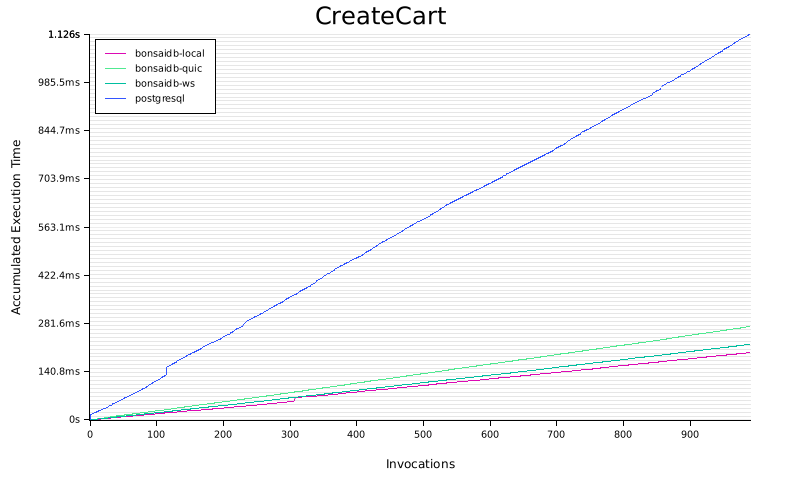 CreateCart
1.126s
bonsaidb-local
bonsaidb-quic
bonsaidb-ws
postgresql
985.5ms
844.7ms
703.9ms
563.1ms
422.4ms
281.6ms
140.8ms
0s
Accumulated Execution Time
0 100 200 300 400 500 600 700 800 900
Invocations